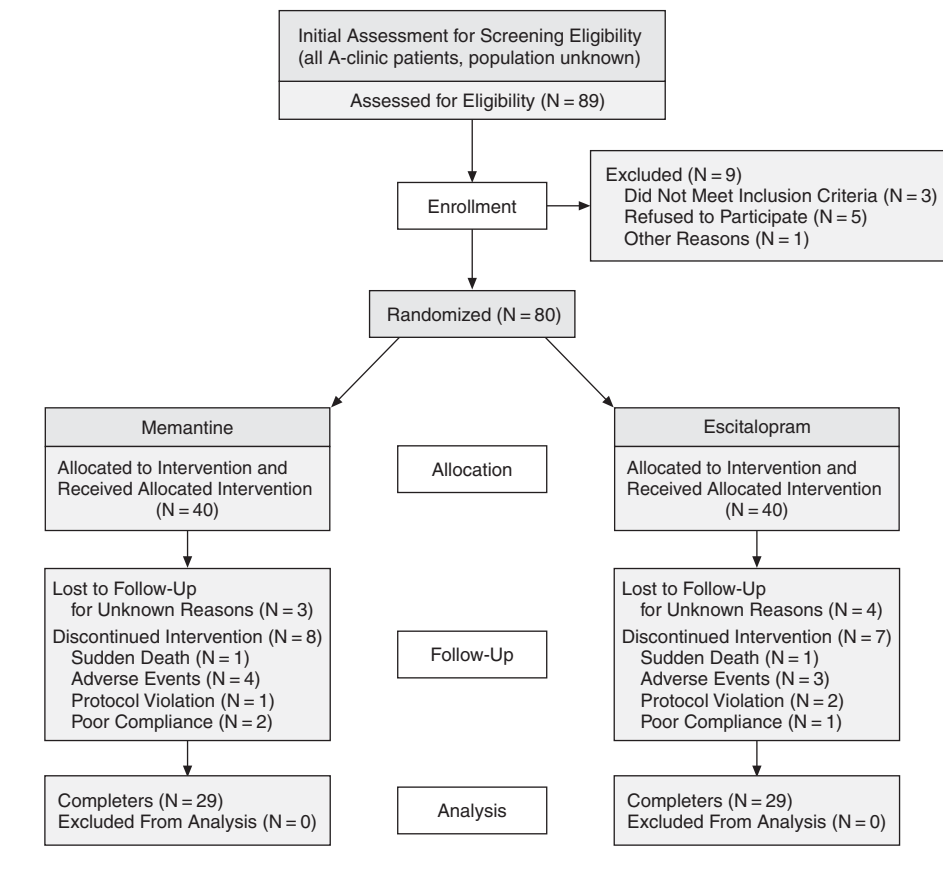 Initial Assessment for Screening Eligibility
(all A-clinic patients, population unknown)
Assessed for Eligibility (N = 89)
Enrollment
Excluded (N = 9)
Did Not Meet Inclusion Criteria (N = 3)
Refused to Participate (N = 5)
Other Reasons (N = 1)
Randomized (N = 80)
Memantine
Allocated to Intervention and
Received Allocated Intervention
(N = 40)
Allocation
Escitalopram
Allocated to Intervention and
Received Allocated Intervention
(N = 40)
Lost to Follow-Up
for Unknown Reasons (N = 3)
Discontinued Intervention (N = 8)
Sudden Death (N = 1)
Adverse Events (N = 4)
Protocol Violation (N = 1)
Poor Compliance (N = 2)
Follow-Up
Lost to Follow-Up
for Unknown Reasons (N = 4)
Discontinued Intervention (N = 7)
Sudden Death (N = 1)
Adverse Events (N = 3)
Protocol Violation (N = 2)
Poor Compliance (N = 1)
Completers (N = 29)
Excluded From Analysis (N = 0)
Analysis
Completers (N = 29)
Excluded From Analysis (N = 0)